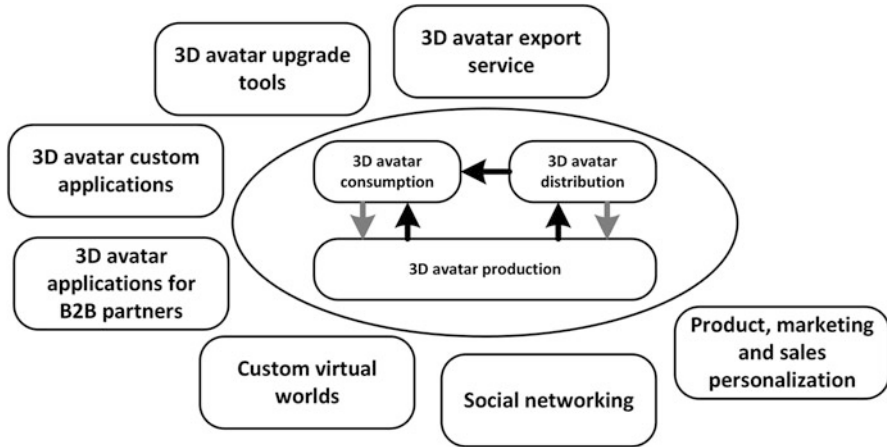 3D avatar upgrade
tools
3D avatar export
service
3D avatar custom
applications
3D avatar
consumption
3D avatar
distribution
3D avatar production
3D avatar
applications for
B2B partners
Product, marketing
and sales
personalization
Custom virtual
worlds
Social networking